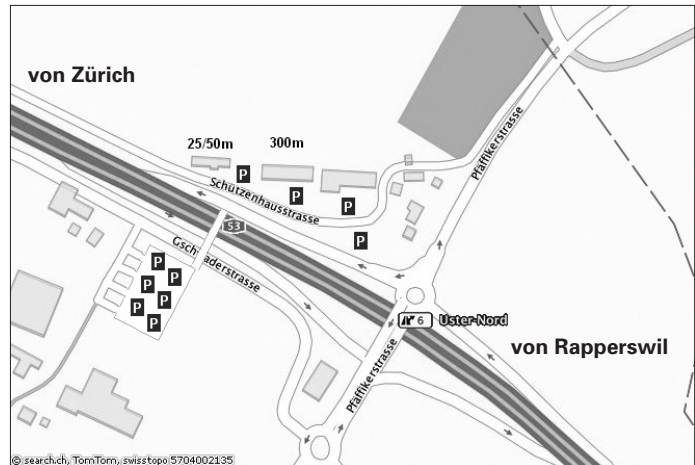 von Zürich
25/50m
300m
P
P
P
P
Schützenhausstrasse
Pfäffikerstrasse
53
Gschwaderstrasse
P
P
P
P
P
P
6 Uster-Nord
von Rapperswil
Pfäffikerstrasse
© search.ch, TomTom, swisstopo 5704002135